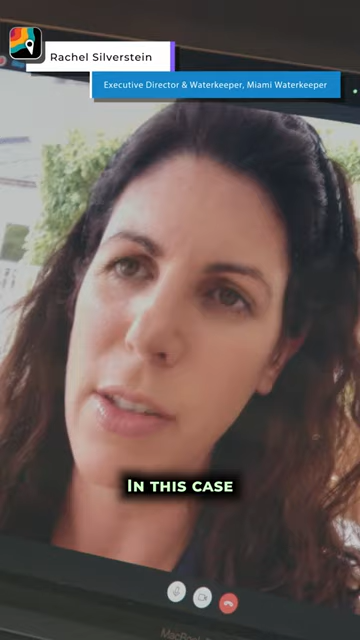 Rachel Silverstein
Executive Director & Waterkeeper, Miami Waterkeeper
In this case